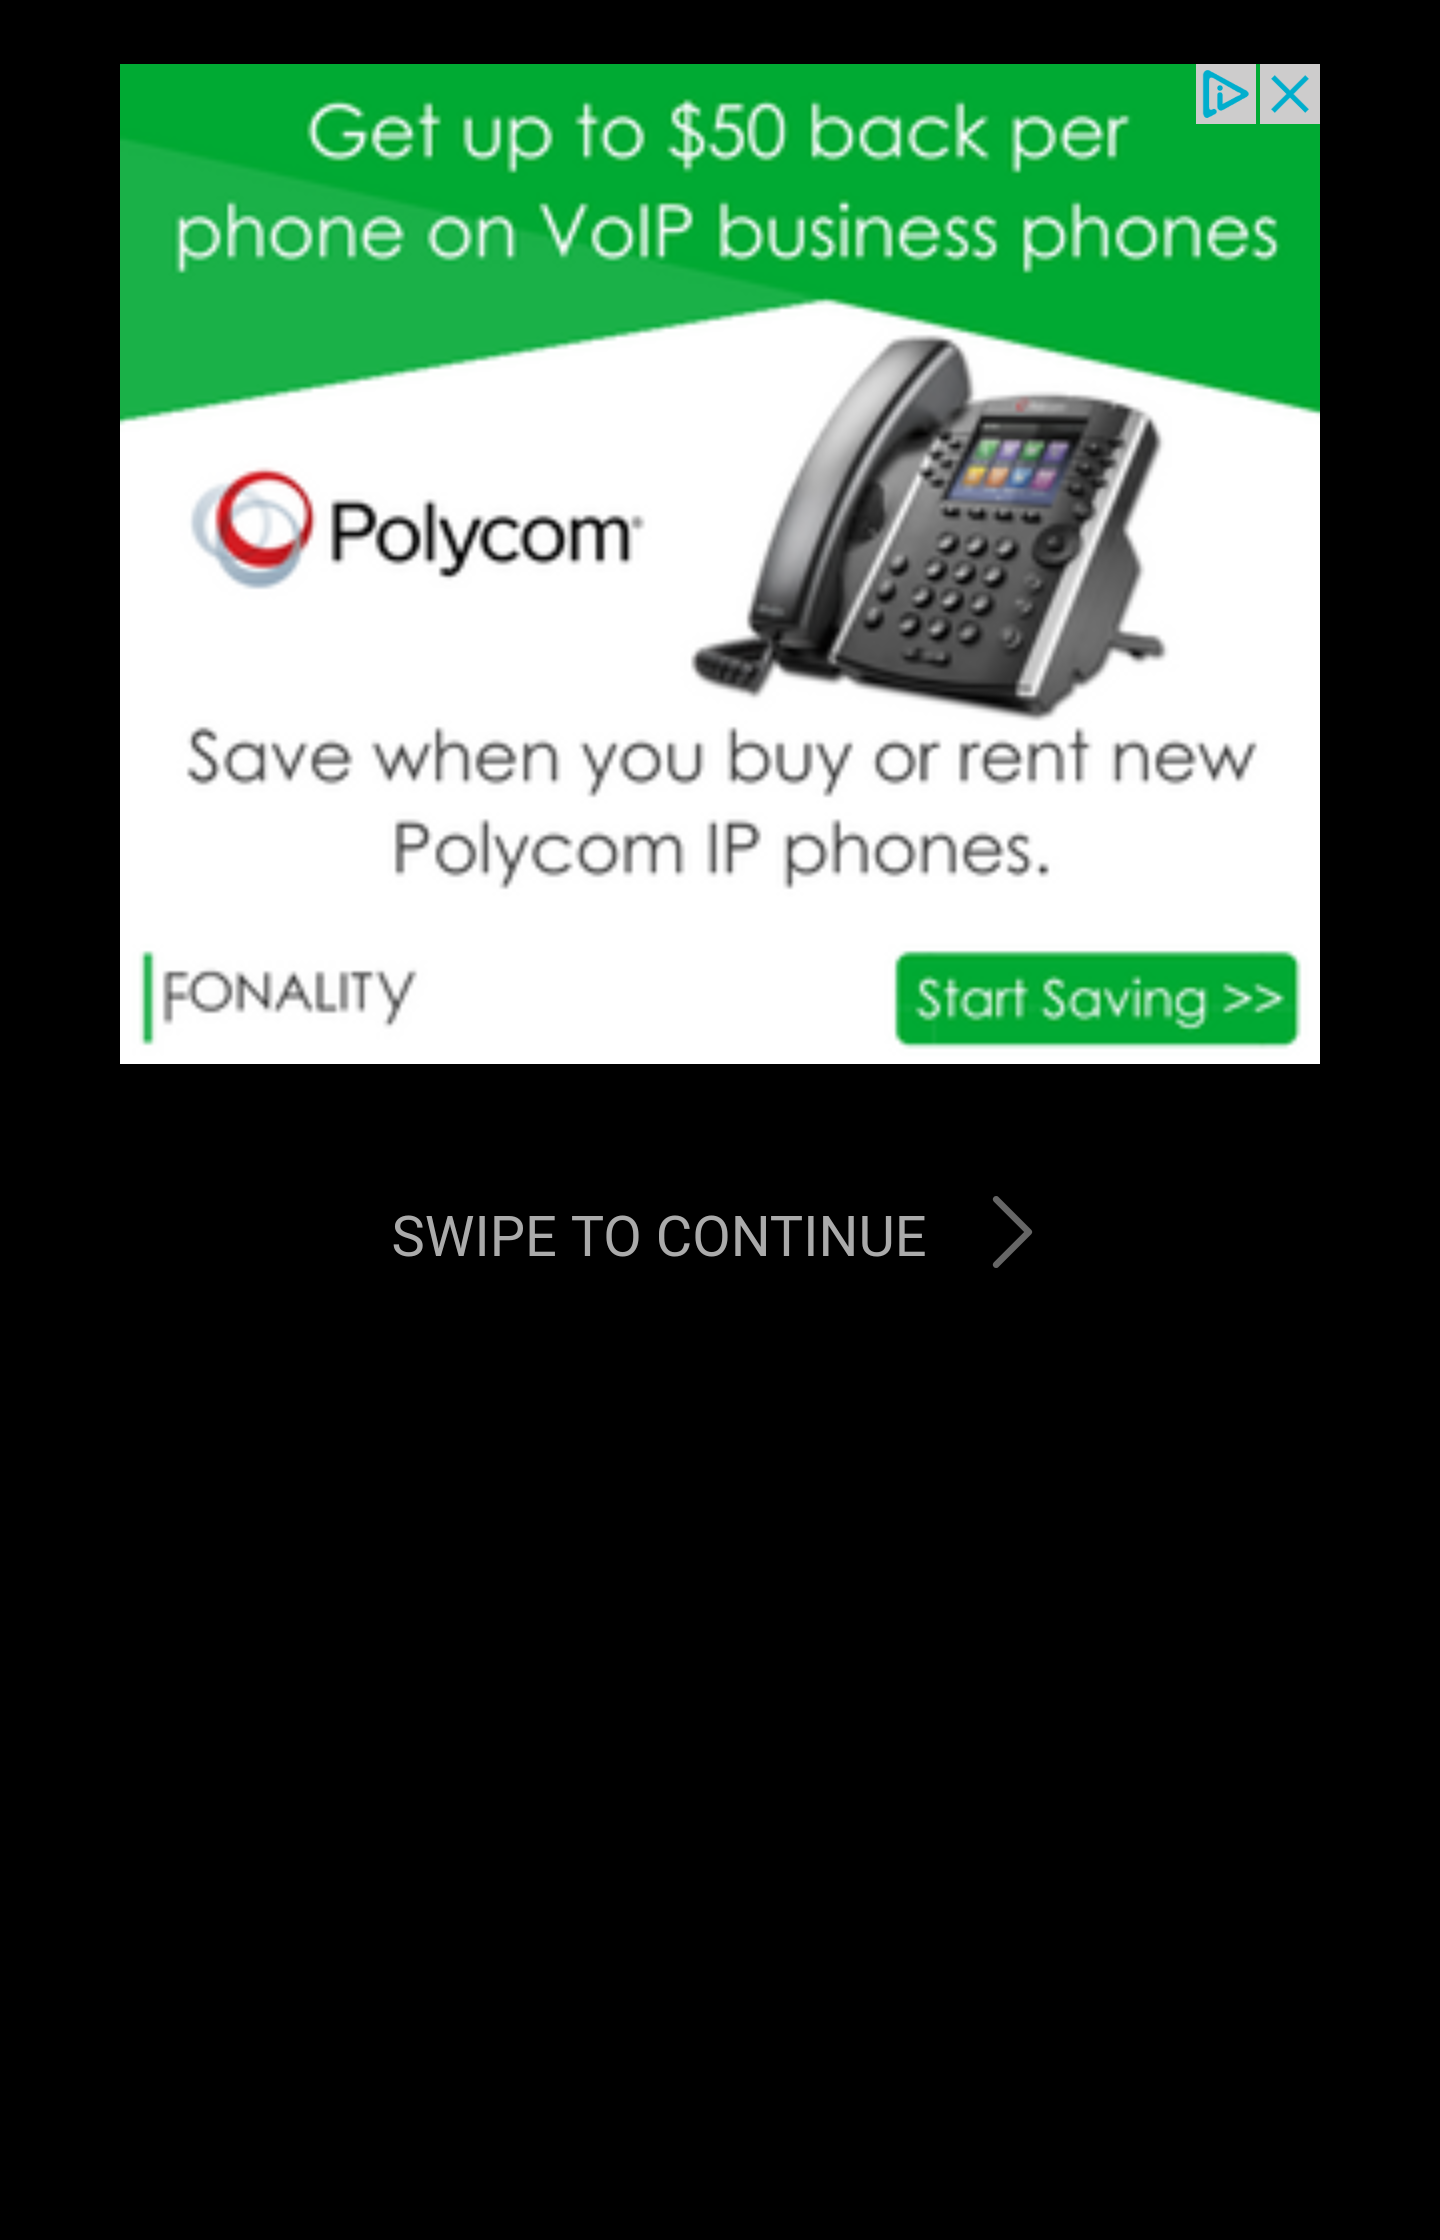 Get up to $50 back per
phone on VoIP business phones
Polycom
Save when you buy or rent new
Polycom IP phones.
FONALITY
Start Saving >>
SWIPE TO CONTINUE